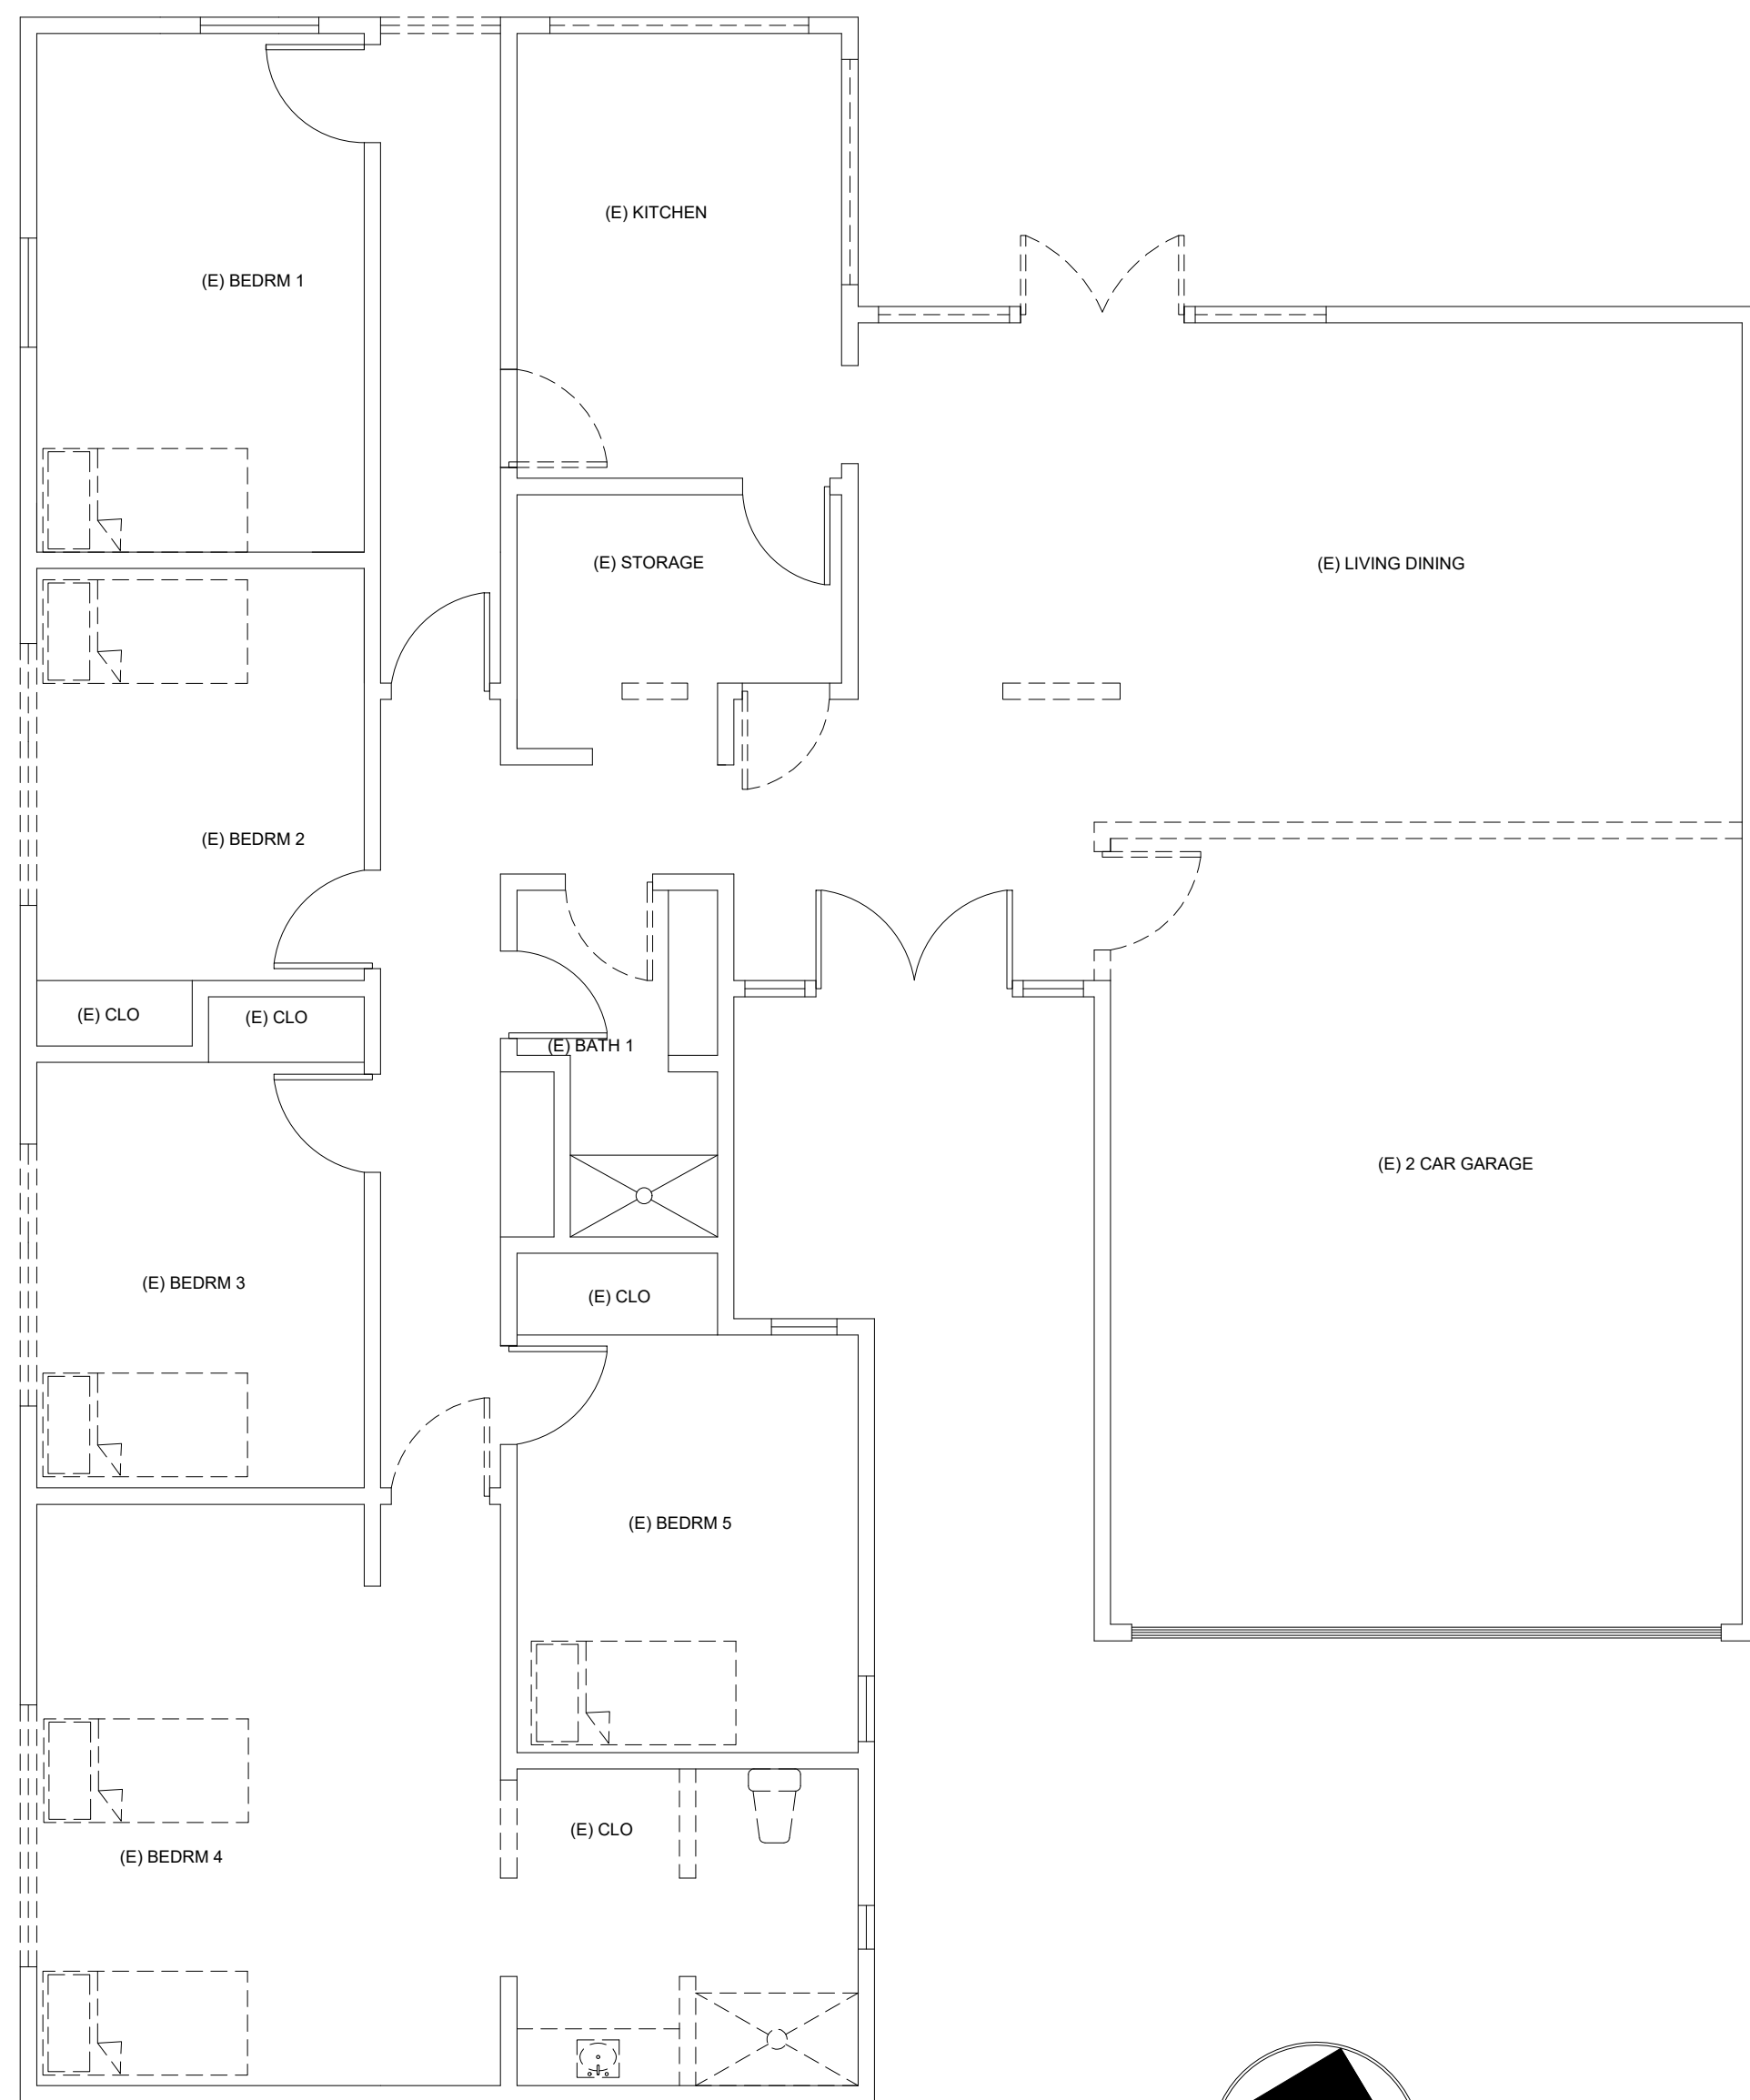 (E) KITCHEN
(E) BEDRM 1
(E) STORAGE
(E) LIVING DINING
(E) BEDRM 2
(E) CLO
(E) CLO
(E) BATH 1
(E) 2 CAR GARAGE
(E) BEDRM 3
(E) CLO
(E) BEDRM 5
(E) CLO
(E) BEDRM 4